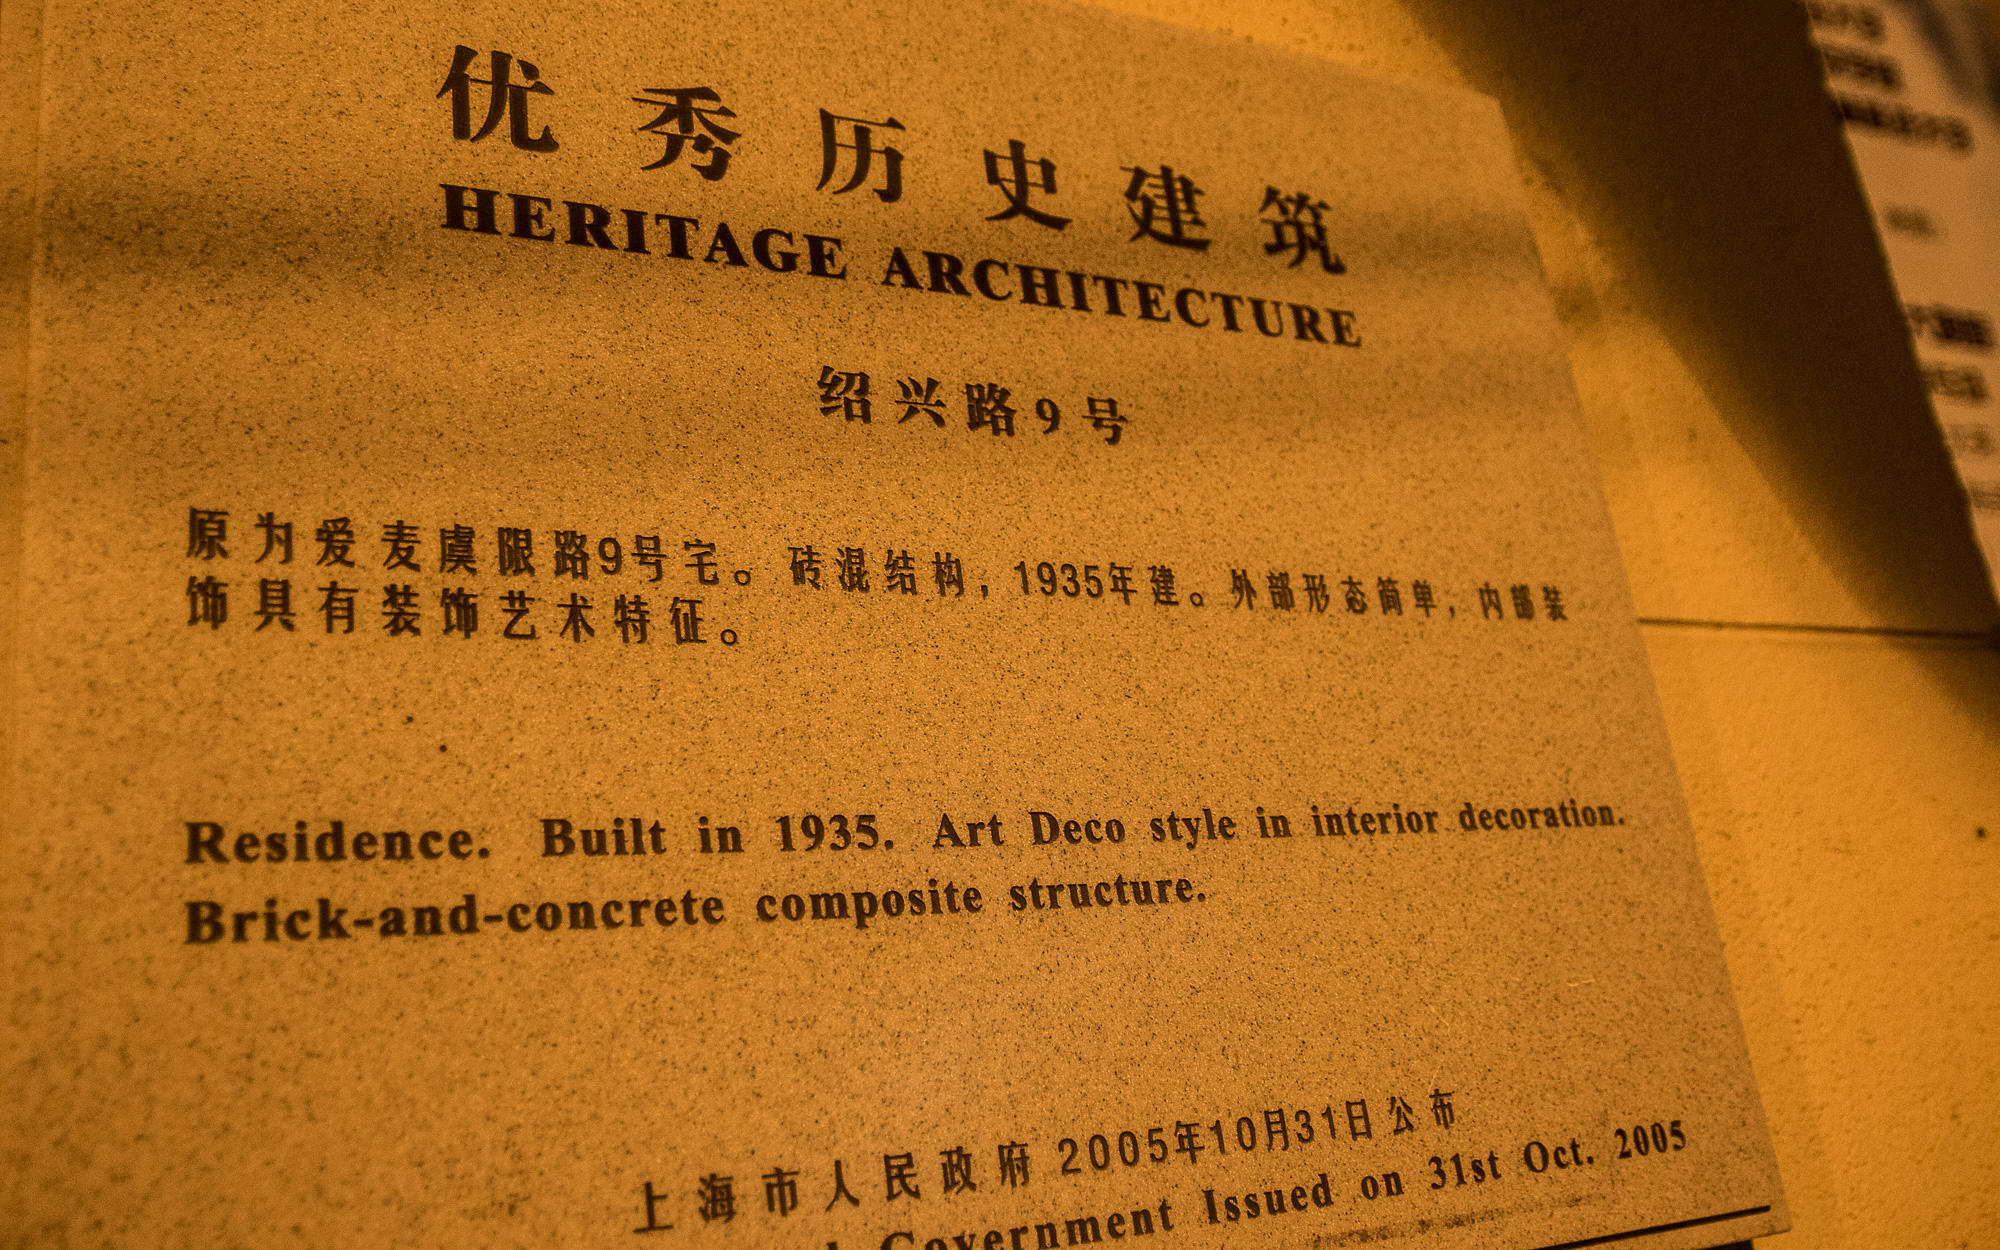 优秀历史建筑
HERITAGE ARCHITECTURE
绍兴路9号
原为爱麦虞限路9号宅。砖混结构，1935年建。外部形态简单，内部装
饰具有装饰艺术特征。
Residence. Built in 1935. Art Deco style in interior decoration.
Brick-and-concrete composite structure.
上海市人民政府 2005年10月31日公布
Government Issued on 31st Oct. 2005